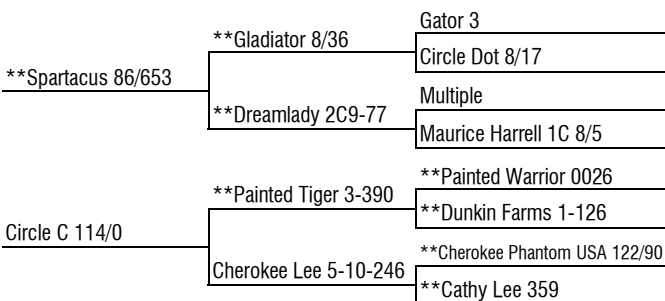 Gator 3
**Gladiator 8/36
Circle Dot 8/17
**Spartacus 86/653
Multiple
**Dreamlady 2C9-77
Maurice Harrell 1C 8/5
**Painted Warrior 0026
**Painted Tiger 3-390
**Dunkin Farms 1-126
Circle C 114/0
**Cherokee Phantom USA 122/90
Cherokee Lee 5-10-246
**Cathy Lee 359